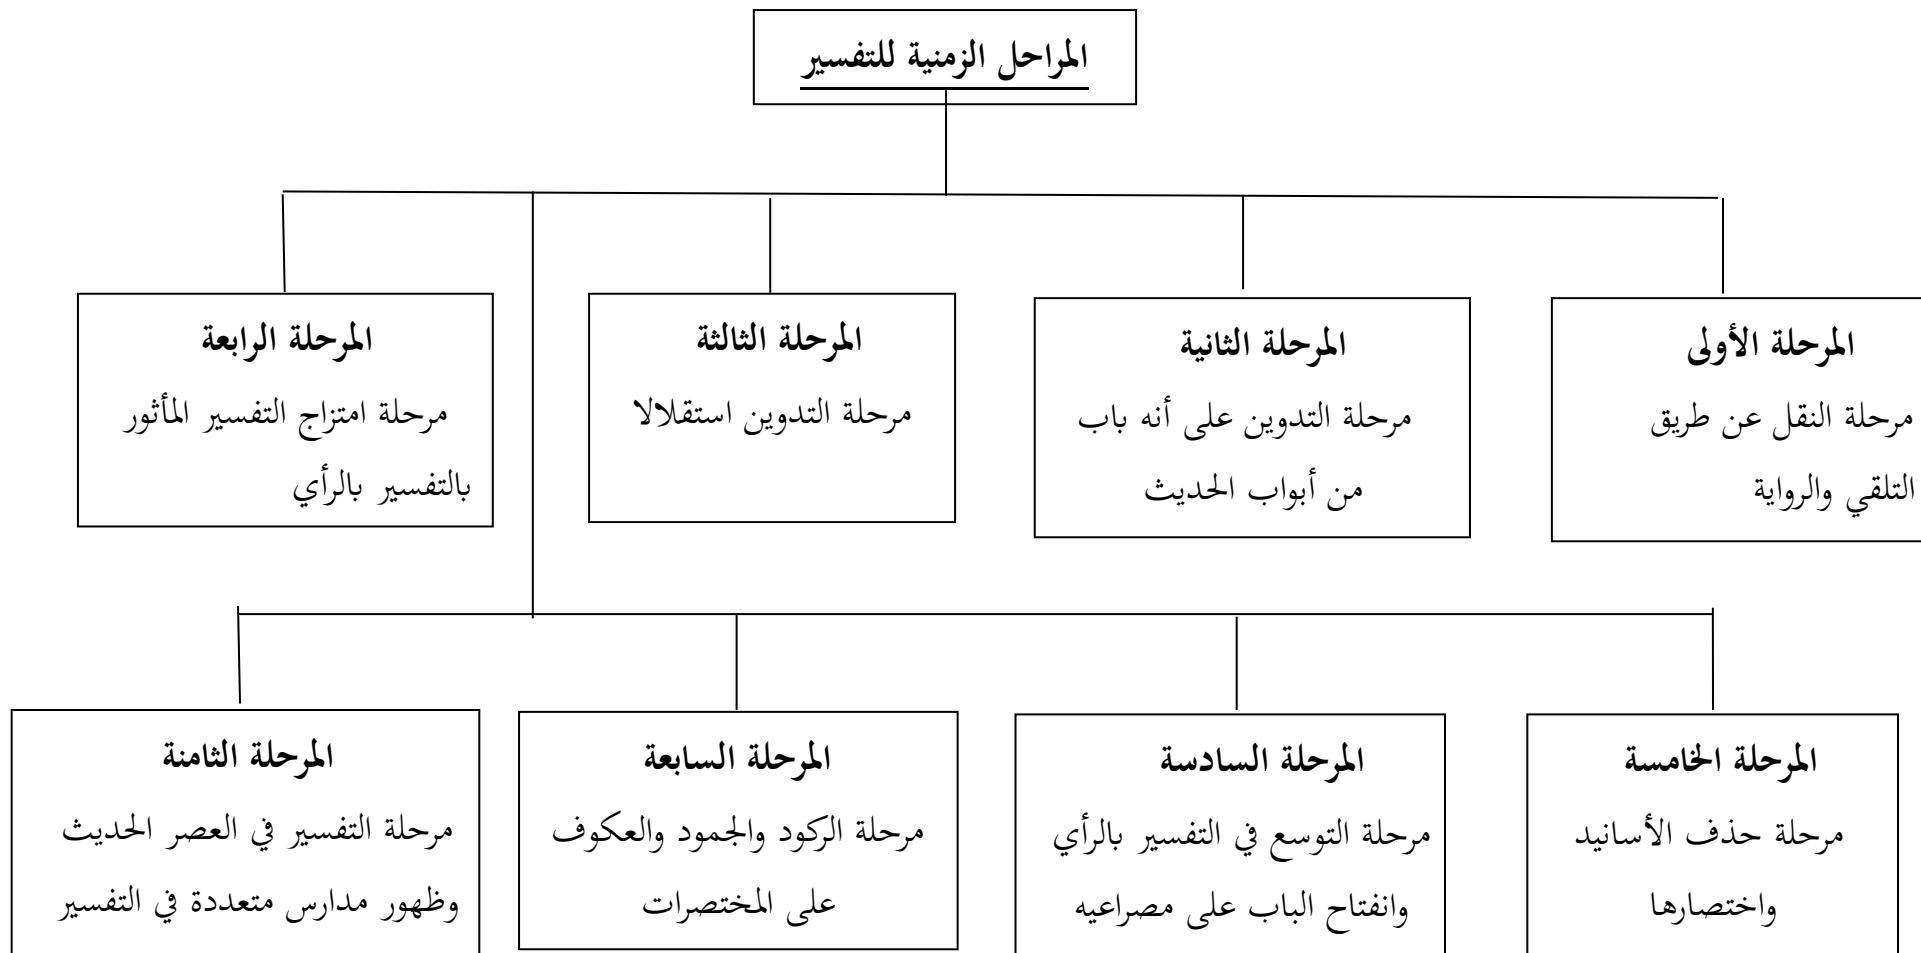 المراحل الزمنية للتفسير
المرحلة الأولى
مرحلة النقل عن طريق
التلقي والرواية
المرحلة الثانية
مرحلة التدوين على أنه باب
من أبواب الحديث
المرحلة الثالثة
مرحلة التدوين استقلالا
المرحلة الرابعة
مرحلة امتزاج التفسير المأثور
بالتفسير بالرأي
المرحلة الخامسة
مرحلة حذف الأسانيد
واختصارها
المرحلة السادسة
مرحلة التوسع في التفسير بالرأي
وانفتاح الباب على مصراعيه
المرحلة السابعة
مرحلة الركود والجمود والعكوف
على المختصرات
المرحلة الثامنة
مرحلة التفسير في العصر الحديث
وظهور مدارس متعددة في التفسير